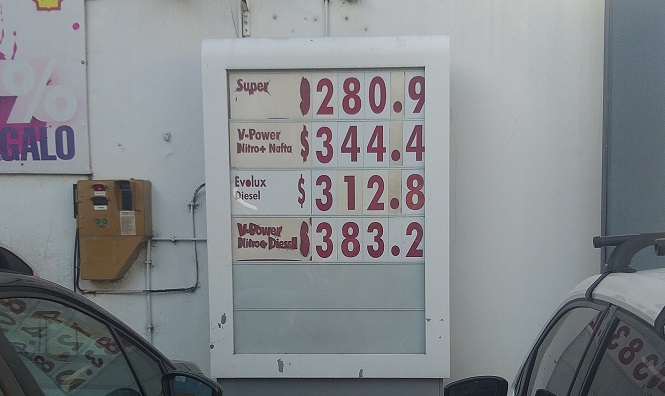 %
GALO
Super $280.9
V-Power
Nitro+ Nafta $344.4
Evolux
Diesel $312.8
V-Power
Nitro+ Diesel $383.2